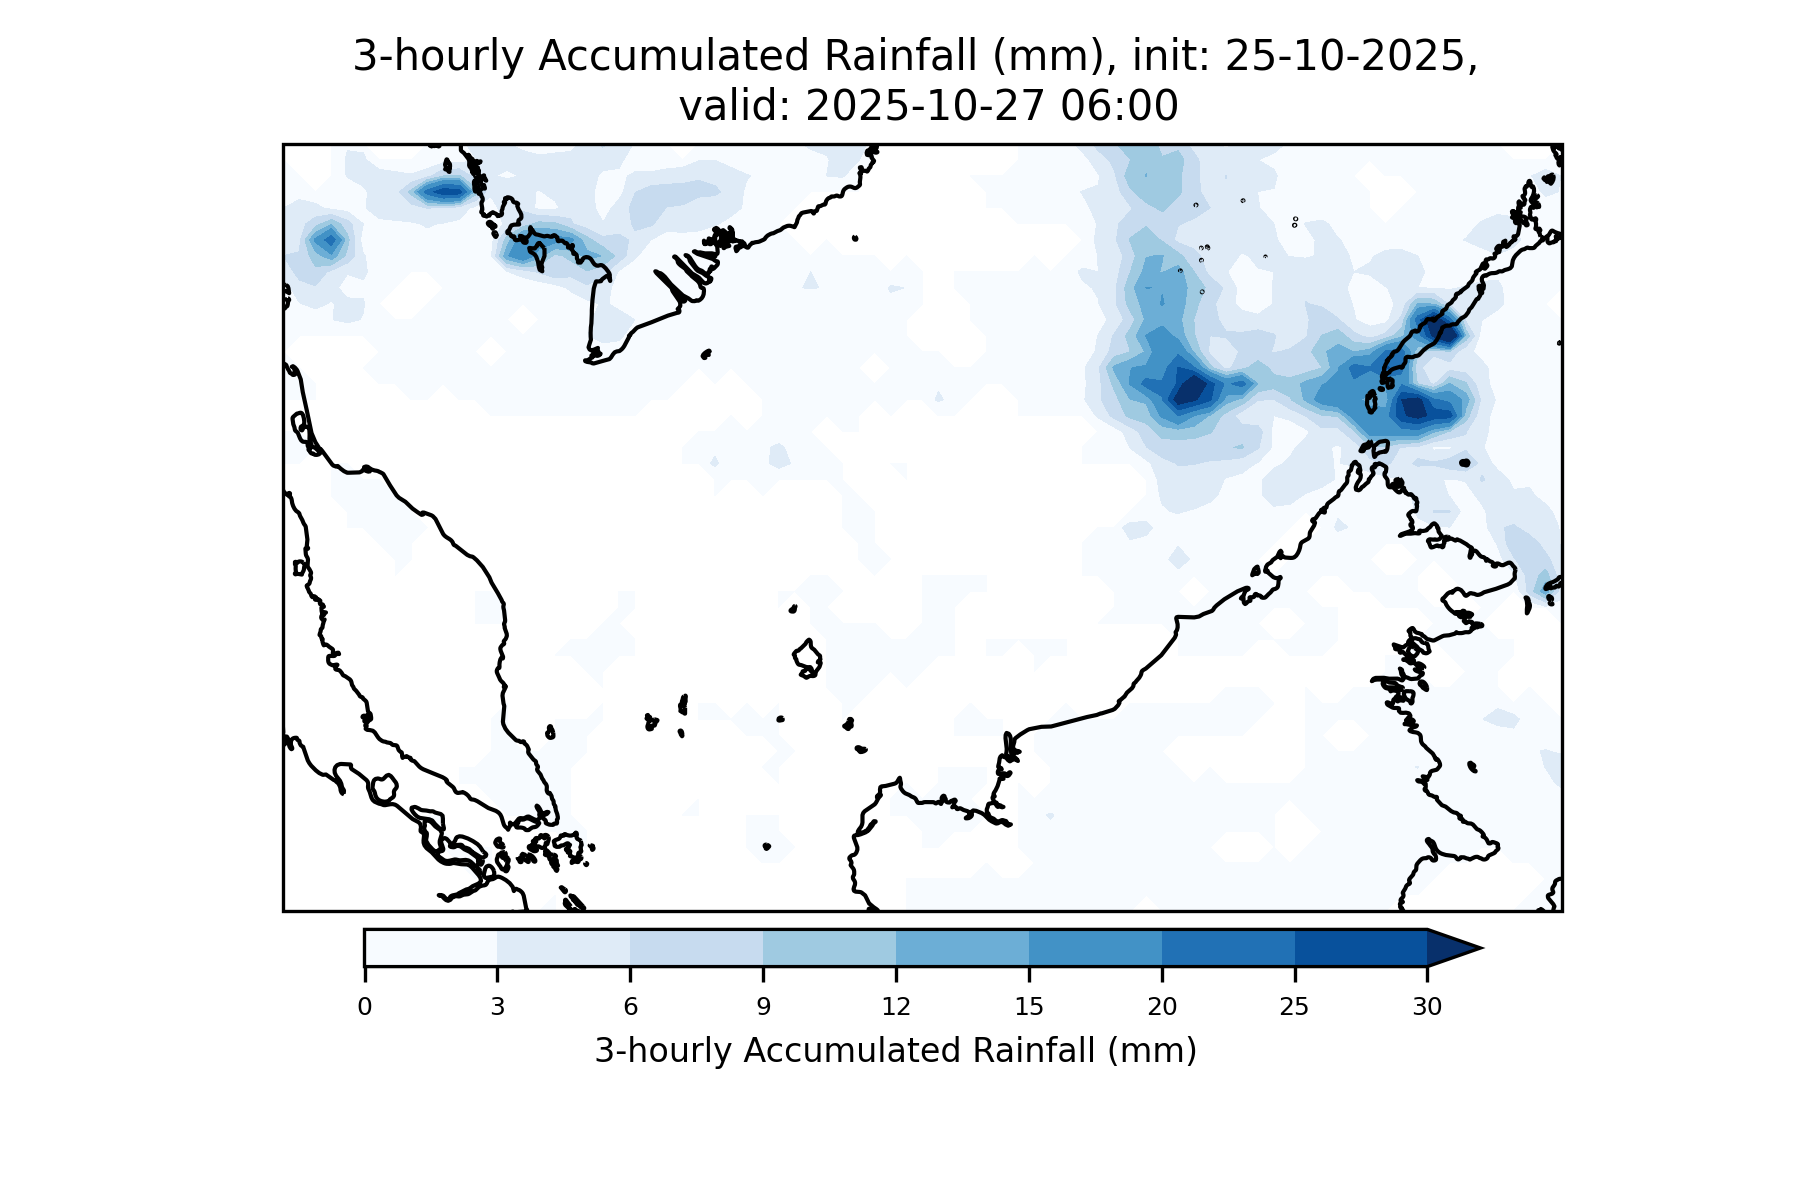 3-hourly Accumulated Rainfall (mm), init: 25-10-2025,
valid: 2025-10-27 06:00
0 3 6 9 12 15 20 25 30
3-hourly Accumulated Rainfall (mm)